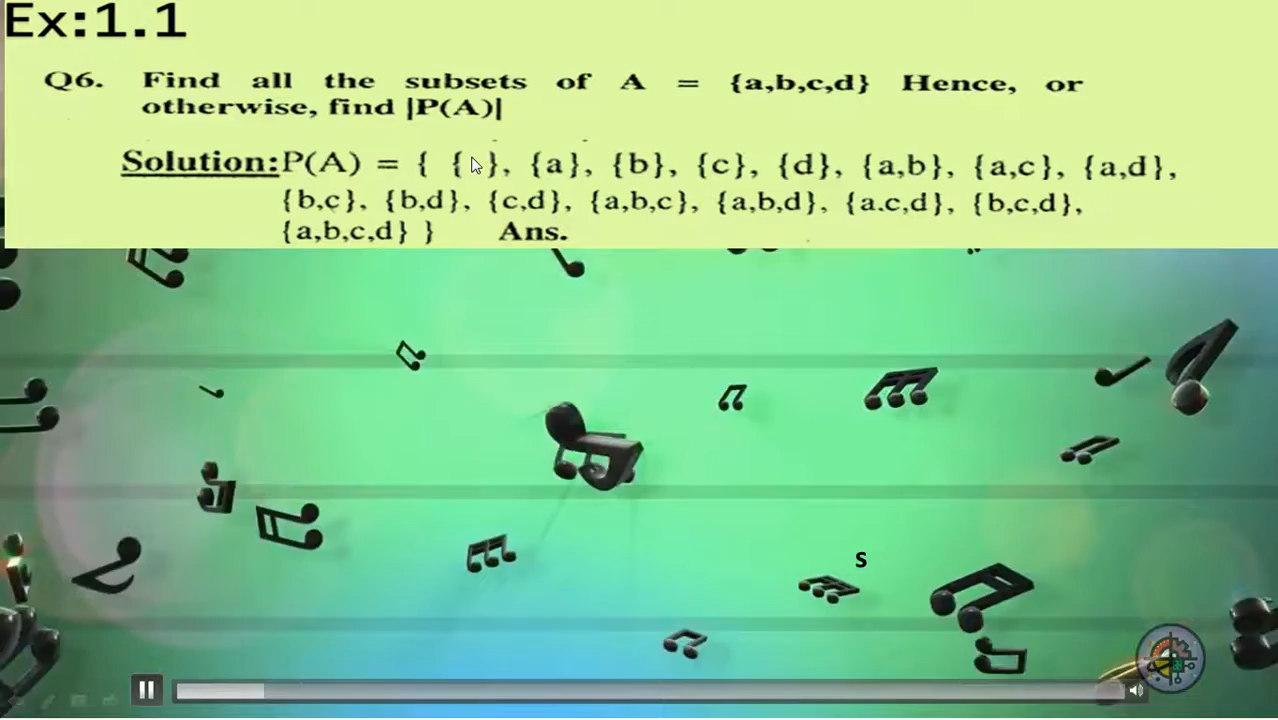 Ex:1.1
Q6. Find all the subsets of A = {a,b,c,d} Hence, or
otherwise, find |P(A)|
Solution: P(A) = { { }, {a}, {b}, {c}, {d}, {a,b}, {a,c}, {a,d},
{b,c}, {b,d}, {c,d}, {a,b,c}, {a,b,d}, {a.c,d}, {b,c,d},
{a,b,c,d} } Ans.
s